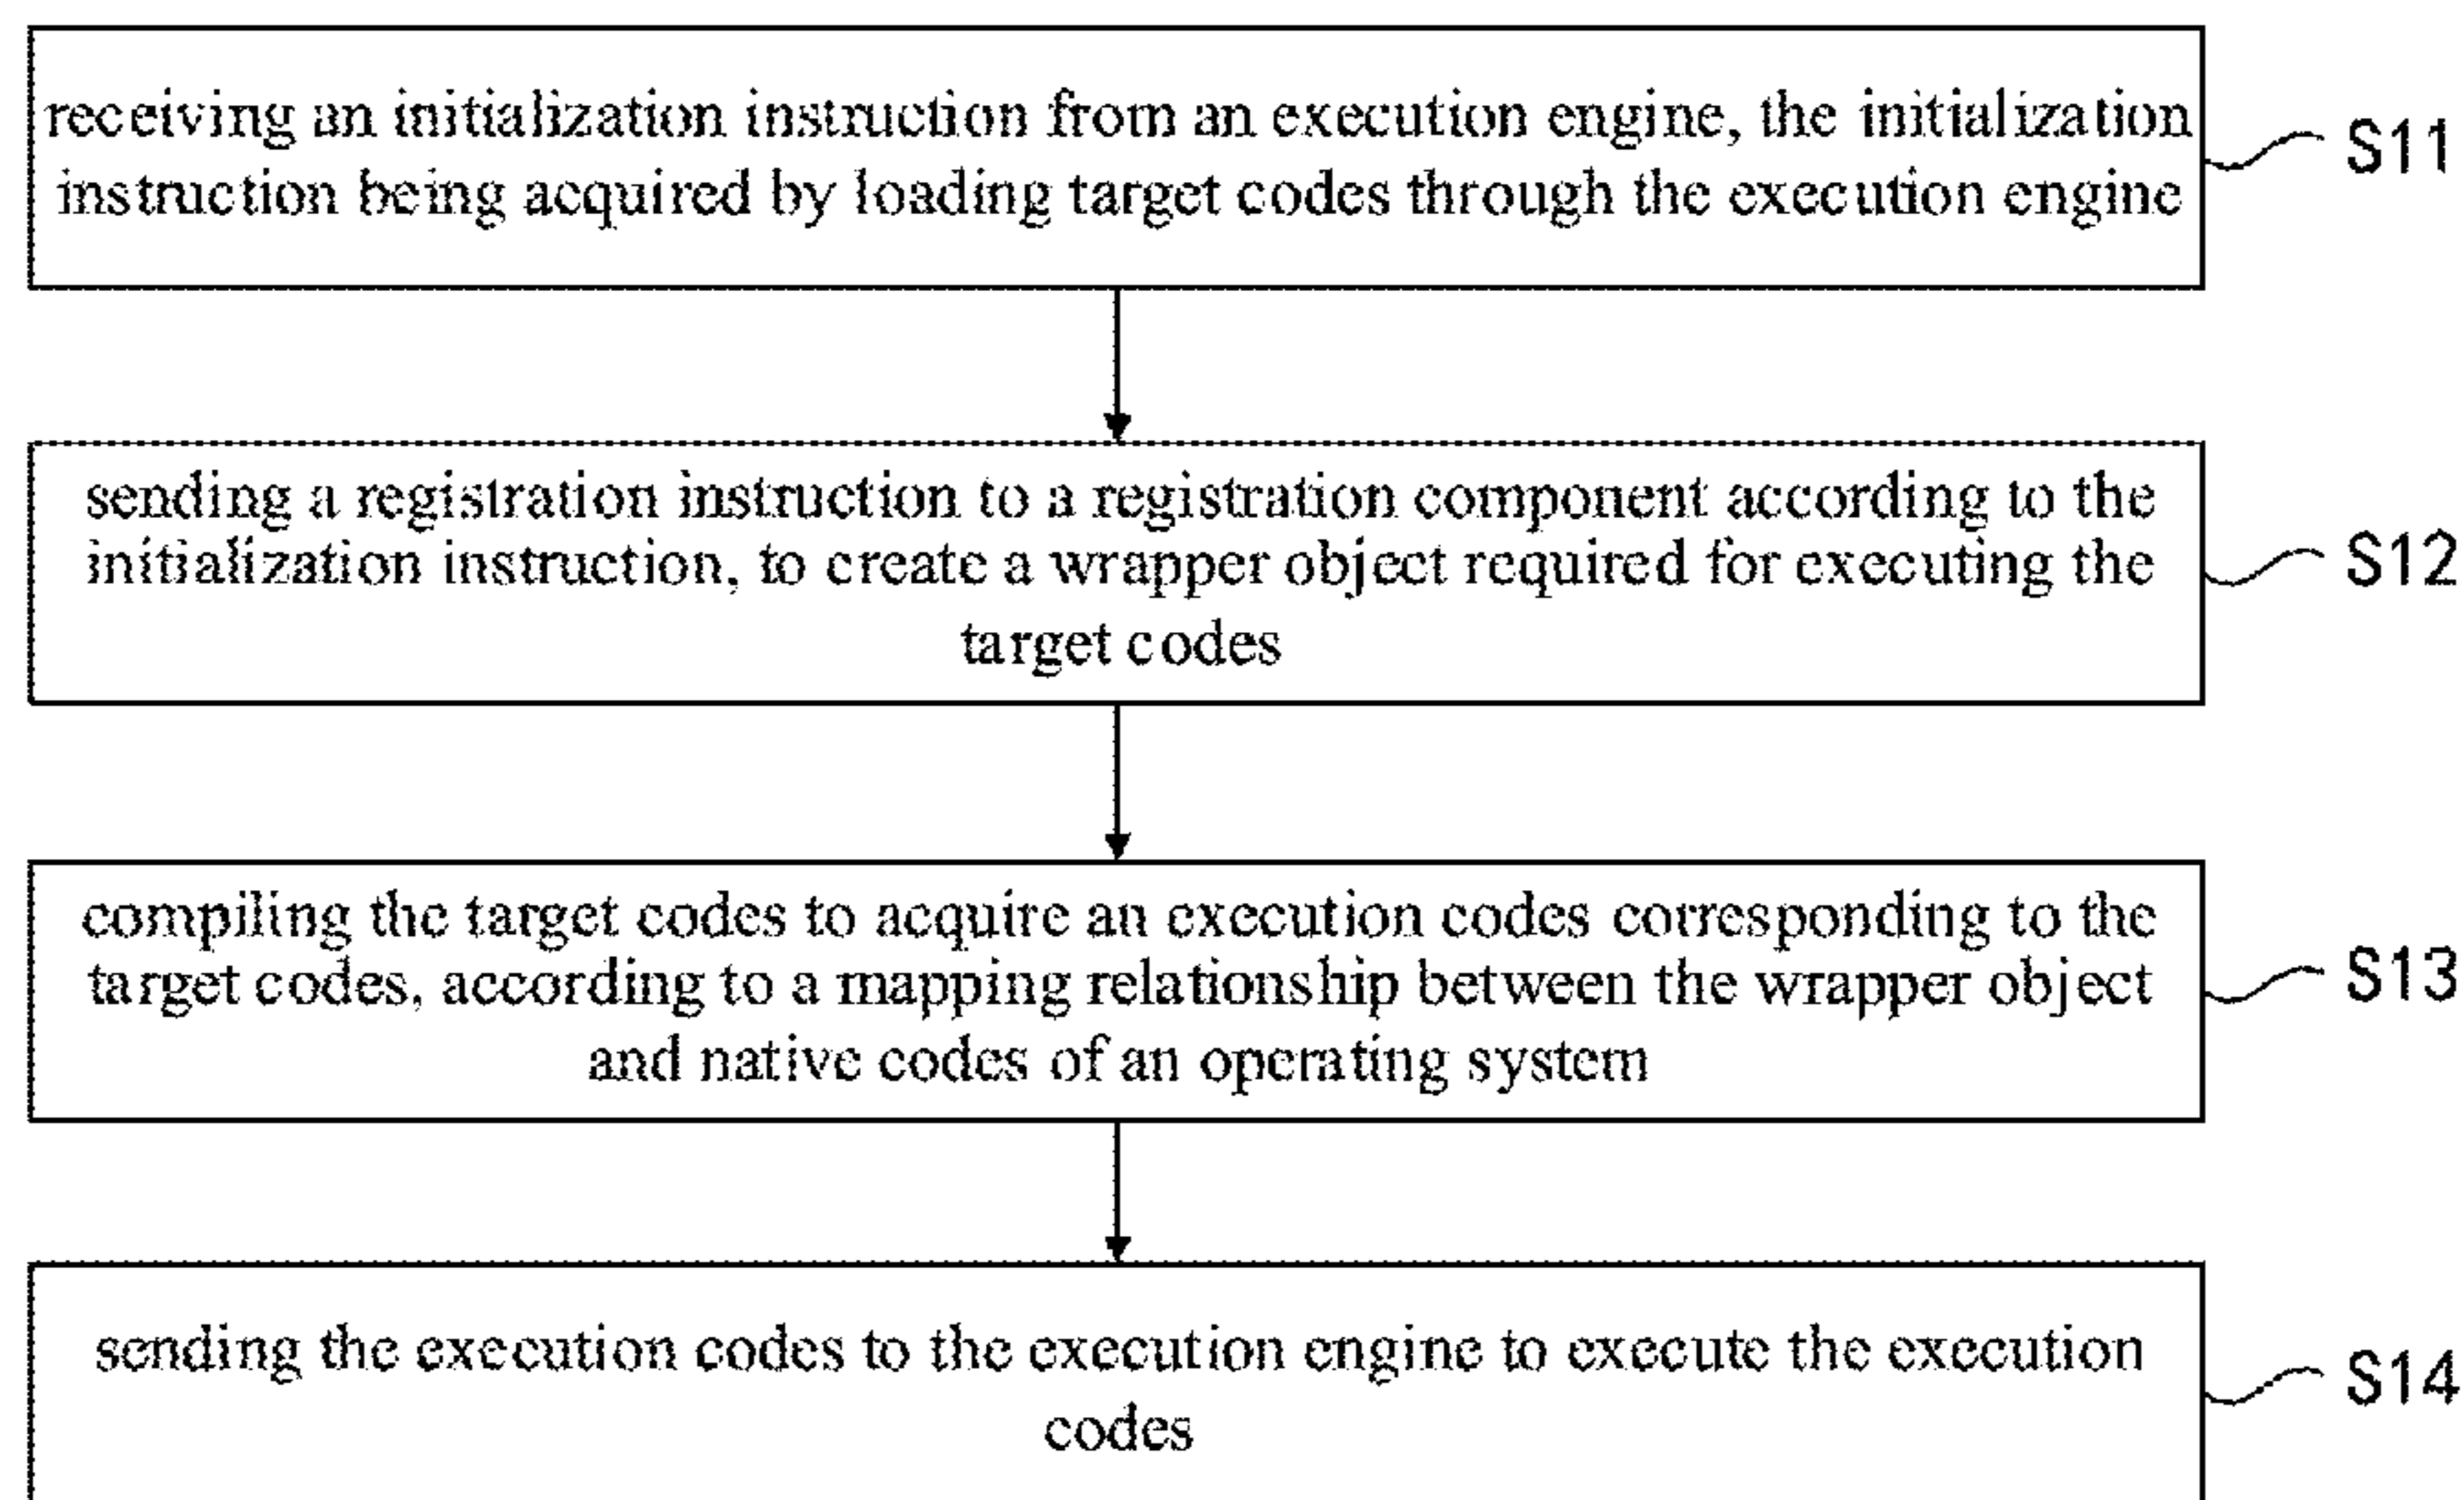 receiving an initialization instruction from an execution engine, the initialization
instruction being acquired by loading target codes through the execution engine
S11
sending a registration instruction to a registration component according to the
initialization instruction, to create a wrapper object required for executing the
target codes
S12
compiling the target codes to acquire an execution codes corresponding to the
target codes, according to a mapping relationship between the wrapper object
and native codes of an operating system
S13
sending the execution codes to the execution engine to execute the execution
codes
S14